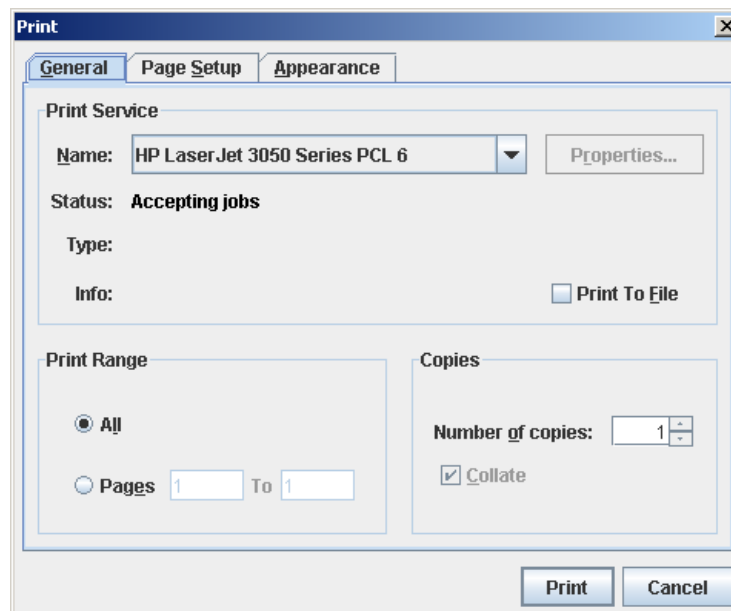 Print
General Page Setup Appearance
Print Service
Name: HP LaserJet 3050 Series PCL 6 Properties...
Status: Accepting jobs
Type:
Info: Print To File
Print Range Copies
All
Number of copies: 1
Pages 1 To 1
Collate
Print Cancel